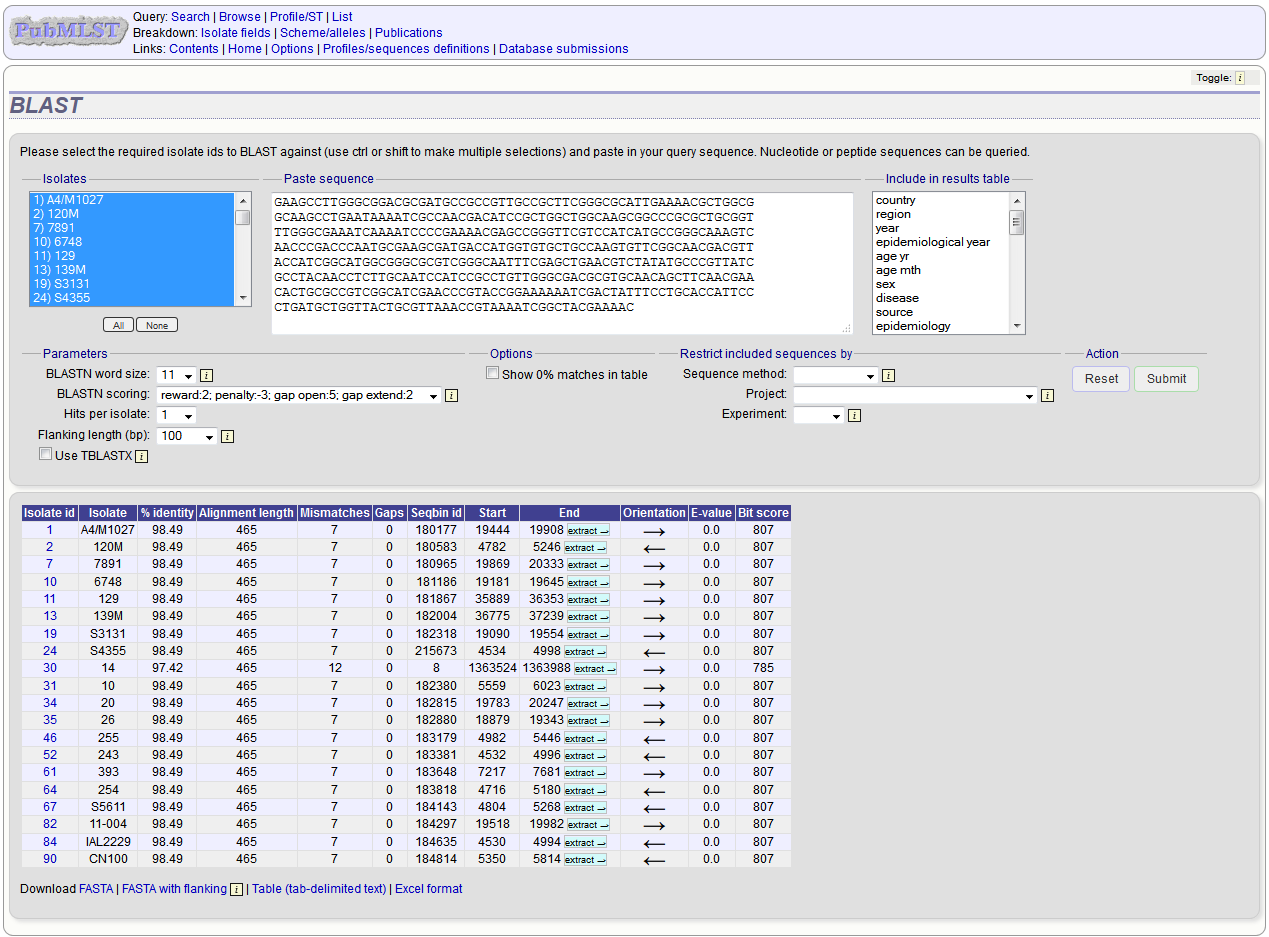 PubMLST
Query: Search | Browse | Profile/ST | List
Breakdown: Isolate fields | Scheme/alleles | Publications
Links: Contents | Home | Options | Profiles/sequences definitions | Database submissions
Toggle: i
BLAST
Please select the required isolate ids to BLAST against (use ctrl or shift to make multiple selections) and paste in your query sequence. Nucleotide or peptide sequences can be queried.
Isolates
1) A4/M1027
2) 120M
7) 7891
10) 6748
11) 129
13) 139M
19) S3131
24) S4355
All None
Paste sequence
GAAGCCTTGGGCGGACGCGATGCCGCCGTTGCCGCTTCGGGCGCATTGAAAACGCTGGCG
GCAAGCCTGAATAAAATCGCCAACGACATCCGCTGGCTGGCAAGCGGCCCGCGCTGCGGT
TTGGGCGAAATCAAAATCCCCGAAAACGAGCCGGGTTCGTCCATCATGCCGGGCAAAGTC
AACCCGACCCAATGCGAAGCGATGACCATGGTGTGCTGCCAAGTGTTCGGCAACGACGTT
ACCATCGGCATGGCGGGCGCGTCGGGCAATTTCGAGCTGAACGTCTATATGCCCGTTATC
GCCTACAACCTCTTGCAATCCATCCGCCTGTTGGGCGACGCGTGCAACAGCTTCAACGAA
CACTGCGCCGTCGGCATCGAACCCGTACCGGAAAAAATCGACTATTTCCTGCACCATTCC
CTGATGCTGGTTACTGCGTTAAACCGTAAAATCGGCTACGAAAAC
Include in results table
country
region
year
epidemiological year
age yr
age mth
sex
disease
source
epidemiology
Parameters
BLASTN word size: 11 i
BLASTN scoring: reward:2; penalty:-3; gap open:5; gap extend:2 i
Hits per isolate: 1
Flanking length (bp): 100 i
Use TBLASTX i
Options
Show 0% matches in table
Restrict included sequences by
Sequence method: i
Project: i
Experiment: i
Action
Reset Submit
Isolate id Isolate % identity Alignment length Mismatches Gaps Seqbin id Start End Orientation E-value Bit score
1 A4/M1027 98.49 465 7 0 180177 19444 19908 extract → → 0.0 807
2 120M 98.49 465 7 0 180583 4782 5246 extract → ← 0.0 807
7 7891 98.49 465 7 0 180965 19869 20333 extract → → 0.0 807
10 6748 98.49 465 7 0 181186 19181 19645 extract → → 0.0 807
11 129 98.49 465 7 0 181867 35889 36353 extract → → 0.0 807
13 139M 98.49 465 7 0 182004 36775 37239 extract → → 0.0 807
19 S3131 98.49 465 7 0 182318 19090 19554 extract → → 0.0 807
24 S4355 98.49 465 7 0 215673 4534 4998 extract → ← 0.0 807
30 14 97.42 465 12 0 8 1363524 1363988 extract → → 0.0 785
31 10 98.49 465 7 0 182380 5559 6023 extract → → 0.0 807
34 20 98.49 465 7 0 182815 19783 20247 extract → → 0.0 807
35 26 98.49 465 7 0 182880 18879 19343 extract → → 0.0 807
46 255 98.49 465 7 0 183179 4982 5446 extract → ← 0.0 807
52 243 98.49 465 7 0 183381 4532 4996 extract → ← 0.0 807
61 393 98.49 465 7 0 183648 7217 7681 extract → → 0.0 807
64 254 98.49 465 7 0 183818 4716 5180 extract → ← 0.0 807
67 S5611 98.49 465 7 0 184143 4804 5268 extract → ← 0.0 807
82 11-004 98.49 465 7 0 184297 19518 19982 extract → → 0.0 807
84 IAL2229 98.49 465 7 0 184635 4530 4994 extract → ← 0.0 807
90 CN100 98.49 465 7 0 184814 5350 5814 extract → ← 0.0 807
Download FASTA | FASTA with flanking i | Table (tab-delimited text) | Excel format